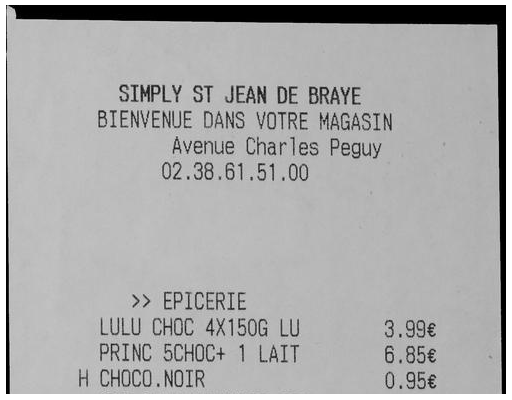 SIMPLY ST JEAN DE BRAYE
BIENVENUE DANS VOTRE MAGASIN
Avenue Charles Peguy
02.38.61.51.00
>> EPICERIE
LULU CHOC 4X150G LU 3.99€
PRINC 5CHOC+ 1 LAIT 6.85€
H CHOCO.NOIR 0.95€